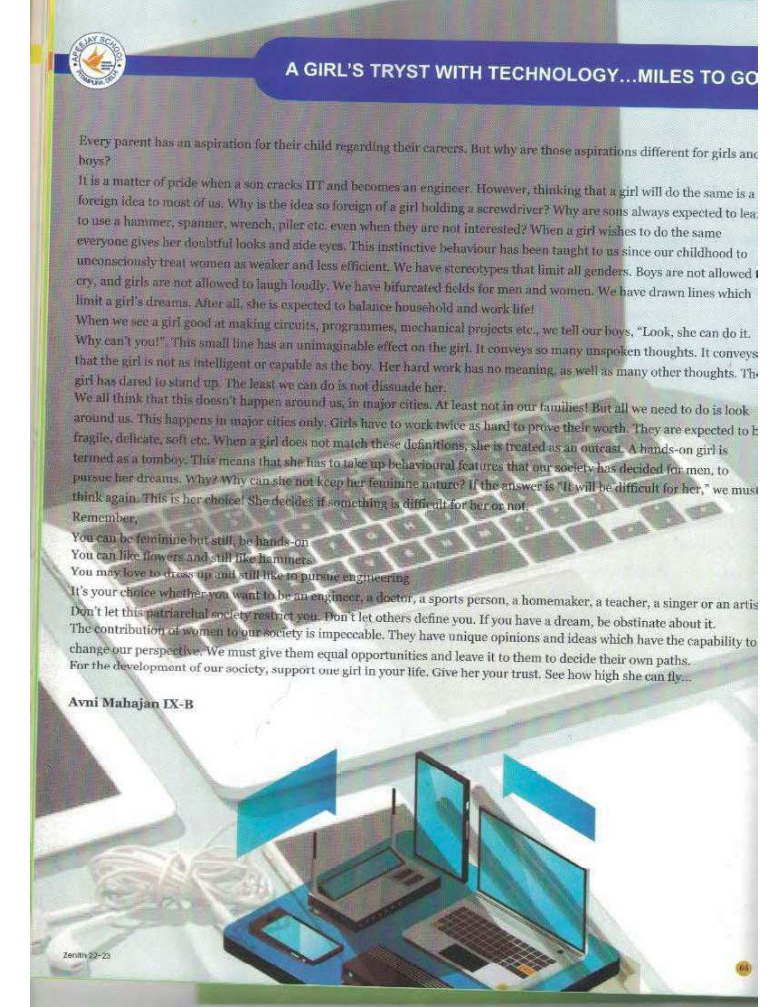 APEEJAY SCHOOL
PITAMPURA, DELHI
A GIRL'S TRYST WITH TECHNOLOGY...MILES TO GO
Every parent has an aspiration for their child regarding their careers. But why are those aspirations different for girls and
boys?
It is a matter of pride when a son cracks IIT and becomes an engineer. However, thinking that a girl will do the same is a
foreign idea to most of us. Why is the idea so foreign of a girl holding a screwdriver? Why are sons always expected to lea
to use a hammer, spanner, wrench, piler etc. even when they are not interested? When a girl wishes to do the same
everyone gives her doubtful looks and side eyes. This instinctive behaviour has been taught to us since our childhood to
unconsciously treat women as weaker and less efficient. We have stereotypes that limit all genders. Boys are not allowed t
cry, and girls are not allowed to laugh loudly. We have bifurcated fields for men and women. We have drawn lines which
limit a girl's dreams. After all, she is expected to balance household and work life!
When we see a girl good at making circuits, programmes, mechanical projects etc., we tell our boys, "Look, she can do it.
Why can't you!". This small line has an unimaginable effect on the girl. It conveys so many unspoken thoughts. It conveys
that the girl is not as intelligent or capable as the boy. Her hard work has no meaning, as well as many other thoughts. Th
girl has dared to stand up. The least we can do is not dissuade her.
We all think that this doesn't happen around us, in major cities. At least not in our families! But all we need to do is look
around us. This happens in major cities only. Girls have to work twice as hard to prove their worth. They are expected to b
fragile, delicate, soft etc. When a girl does not match these definitions, she is treated as an outcast. A hands-on girl is
termed as a tomboy. This means that she has to take up behavioural features that our society has decided for men, to
pursue her dreams. Why? Why can she not keep her feminine nature? If the answer is "It will be difficult for her," we must
think again. This is her choice! She decides if something is difficult for her or not.
Remember,
You can be feminine but still, be hands-on
You can like flowers and still like hammers
You may love to dress up and still like to pursue engineering
It's your choice whether you want to be an engineer, a doctor, a sports person, a homemaker, a teacher, a singer or an artis
Don't let this patriarchal society restrict you. Don't let others define you. If you have a dream, be obstinate about it.
The contribution of women to our society is impeccable. They have unique opinions and ideas which have the capability to
change our perspective. We must give them equal opportunities and leave it to them to decide their own paths.
For the development of our society, support one girl in your life. Give her your trust. See how high she can fly...
Avni Mahajan IX-B
Zenith 22-23